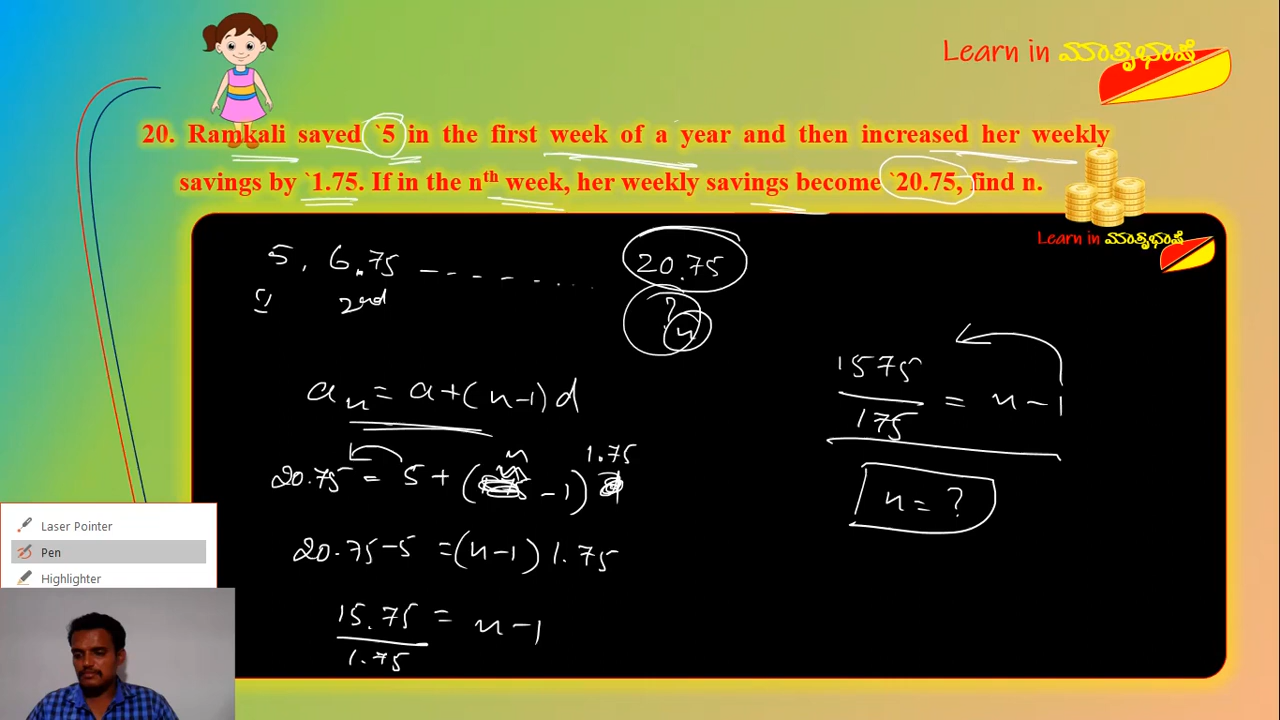 Learn in ಮಾತೃಭಾಷೆ
20. Ramkali saved `5 in the first week of a year and then increased her weekly
savings by `1.75. If in the nth week, her weekly savings become `20.75, find n.
Learn in ಮಾತೃಭಾಷೆ
5, 6.75 - - - - - ...... 20.75
2nd
?
n
an = a+(n-1)d
20.75 = 5+(n-1) 1.75
20.75-5 =(n-1) 1.75
15.75/1.75 = n-1
1575/175 = n-1
n = ?
Laser Pointer
Pen
Highlighter